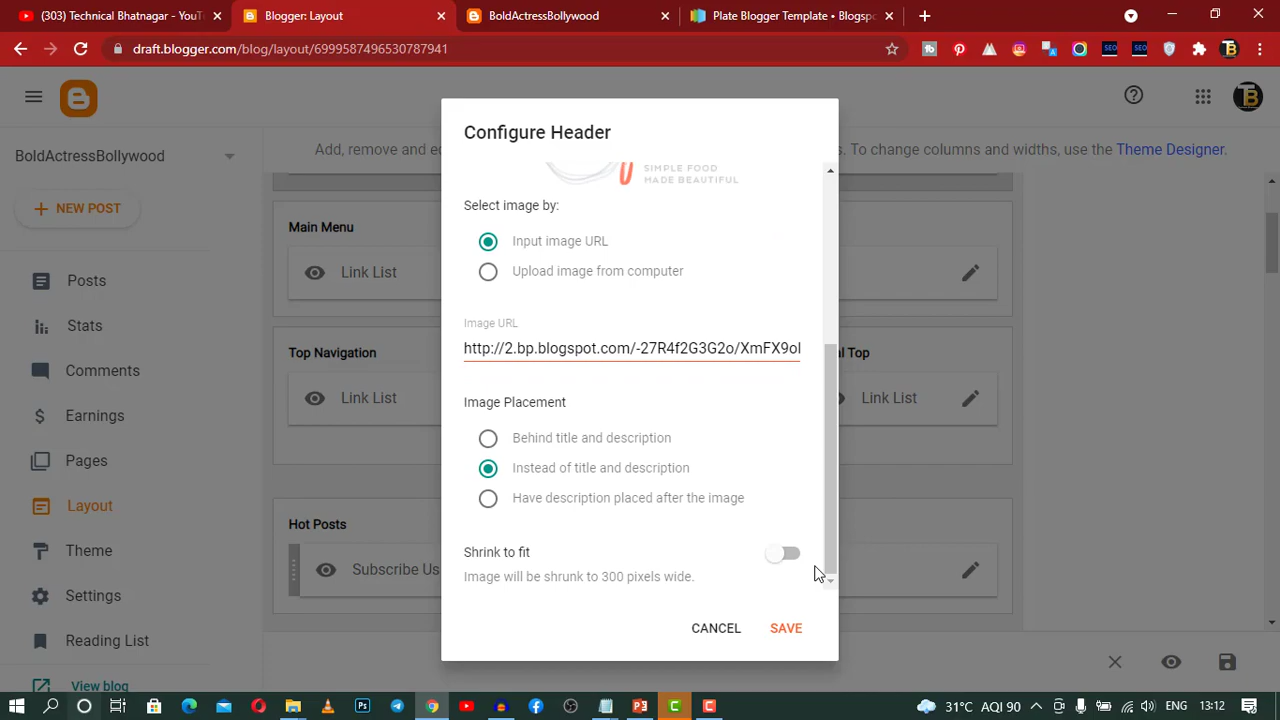 (303) Technical Bhatnagar - YouT
Blogger: Layout
BoldActressBollywood
Plate Blogger Template • Blogspo
draft.blogger.com/blog/layout/6999587496530787941
BoldActressBollywood
Add, remove and e
s. To change columns and widths, use the Theme Designer.
NEW POST
Posts
Stats
Comments
Earnings
Pages
Layout
Theme
Settings
Reading List
View blog
Main Menu
Link List
Top Navigation
Link List
al Top
Link List
Hot Posts
Subscribe Us
Configure Header
SIMPLE FOOD
MADE BEAUTIFUL
Select image by:
Input image URL
Upload image from computer
Image URL
http://2.bp.blogspot.com/-27R4f2G3G2o/XmFX9oI
Image Placement
Behind title and description
Instead of title and description
Have description placed after the image
Shrink to fit
Image will be shrunk to 300 pixels wide.
CANCEL
SAVE
31°C AQI 90
ENG
13:12